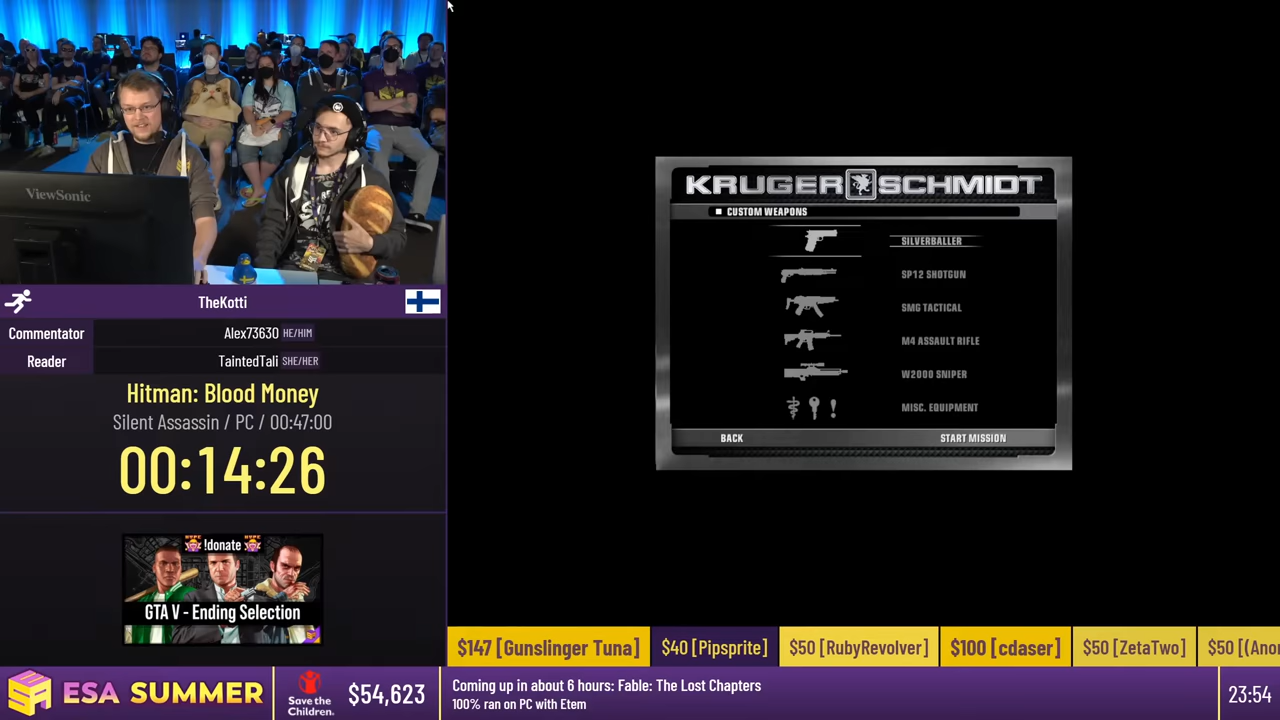 ViewSonic
TheKotti
Commentator
Alex73630 HE/HIM
Reader
TaintedTali SHE/HER
Hitman: Blood Money
Silent Assassin / PC / 00:47:00
00:14:26
!donate
GTA V - Ending Selection
KRUGER SCHMIDT
CUSTOM WEAPONS
SILVERBALLER
SP12 SHOTGUN
SMG TACTICAL
M4 ASSAULT RIFLE
W2000 SNIPER
MISC. EQUIPMENT
BACK
START MISSION
$147 [Gunslinger Tuna]
$40 [Pipsprite]
$50 [RubyRevolver]
$100 [cdaser]
$50 [ZetaTwo]
$50 [(Anon
ESA SUMMER
Save the
Children.
$54,623
Coming up in about 6 hours: Fable: The Lost Chapters
100% ran on PC with Etem
23:54